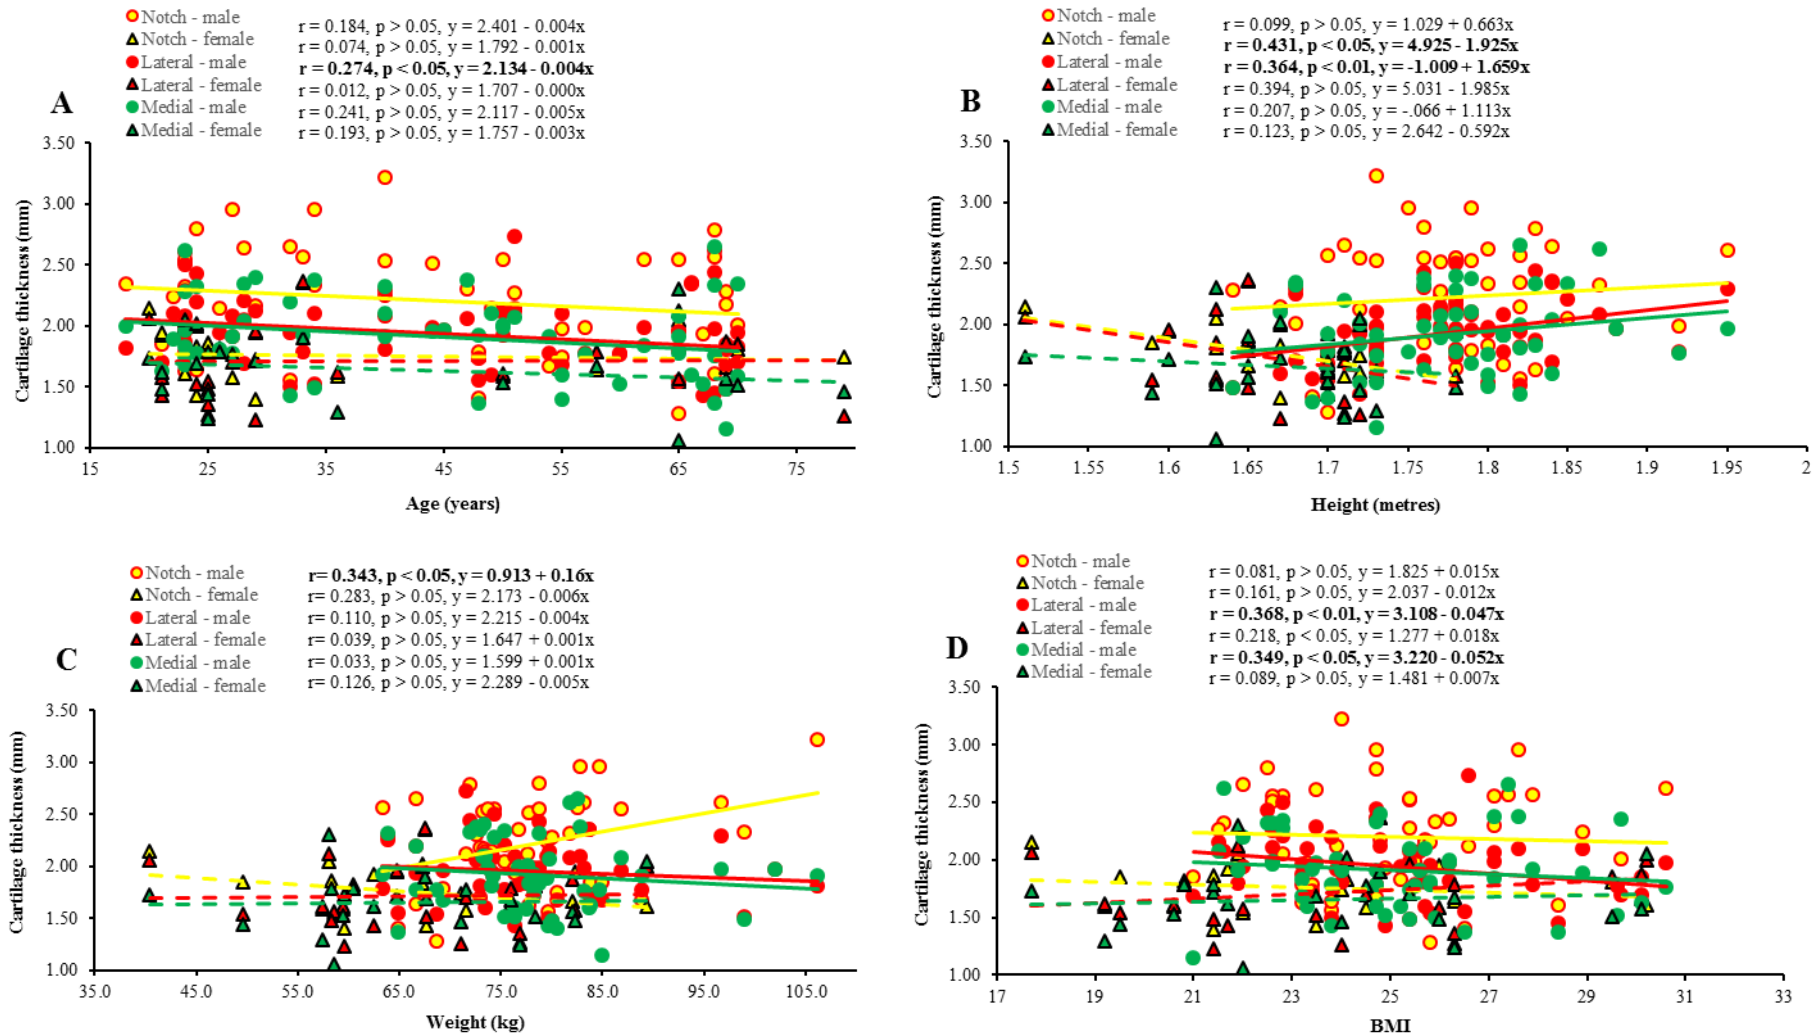 Notch - male
Notch - female
Lateral - male
Lateral - female
Medial - male
Medial - female
r = 0.184, p > 0.05, y = 2.401 - 0.004x
r = 0.074, p > 0.05, y = 1.792 - 0.001x
r = 0.274, p < 0.05, y = 2.134 - 0.004x
r = 0.012, p > 0.05, y = 1.707 - 0.000x
r = 0.241, p > 0.05, y = 2.117 - 0.005x
r = 0.193, p > 0.05, y = 1.757 - 0.003x
A
Cartilage thickness (mm)
3.50
3.00
2.50
2.00
1.50
1.00
15 25 35 45 55 65 75
Age (years)
Notch - male
Notch - female
Lateral - male
Lateral - female
Medial - male
Medial - female
r = 0.099, p > 0.05, y = 1.029 + 0.663x
r = 0.431, p < 0.05, y = 4.925 - 1.925x
r = 0.364, p < 0.01, y = -1.009 + 1.659x
r = 0.394, p > 0.05, y = 5.031 - 1.985x
r = 0.207, p > 0.05, y = -.066 + 1.113x
r = 0.123, p > 0.05, y = 2.642 - 0.592x
B
Cartilage thickness (mm)
3.50
3.00
2.50
2.00
1.50
1.00
1.5 1.55 1.6 1.65 1.7 1.75 1.8 1.85 1.9 1.95 2
Height (metres)
Notch - male
Notch - female
Lateral - male
Lateral - female
Medial - male
Medial - female
r= 0.343, p < 0.05, y = 0.913 + 0.16x
r= 0.283, p > 0.05, y = 2.173 - 0.006x
r= 0.110, p > 0.05, y = 2.215 - 0.004x
r= 0.039, p > 0.05, y = 1.647 + 0.001x
r= 0.033, p > 0.05, y = 1.599 + 0.001x
r= 0.126, p > 0.05, y = 2.289 - 0.005x
C
Cartilage thickness (mm)
3.50
3.00
2.50
2.00
1.50
1.00
35.0 45.0 55.0 65.0 75.0 85.0 95.0 105.0
Weight (kg)
Notch - male
Notch - female
Lateral - male
Lateral - female
Medial - male
Medial - female
r = 0.081, p > 0.05, y = 1.825 + 0.015x
r = 0.161, p > 0.05, y = 2.037 - 0.012x
r = 0.368, p < 0.01, y = 3.108 - 0.047x
r = 0.218, p < 0.05, y = 1.277 + 0.018x
r = 0.349, p < 0.05, y = 3.220 - 0.052x
r = 0.089, p > 0.05, y = 1.481 + 0.007x
D
Cartilage thickness (mm)
3.50
3.00
2.50
2.00
1.50
1.00
17 19 21 23 25 27 29 31 33
BMI